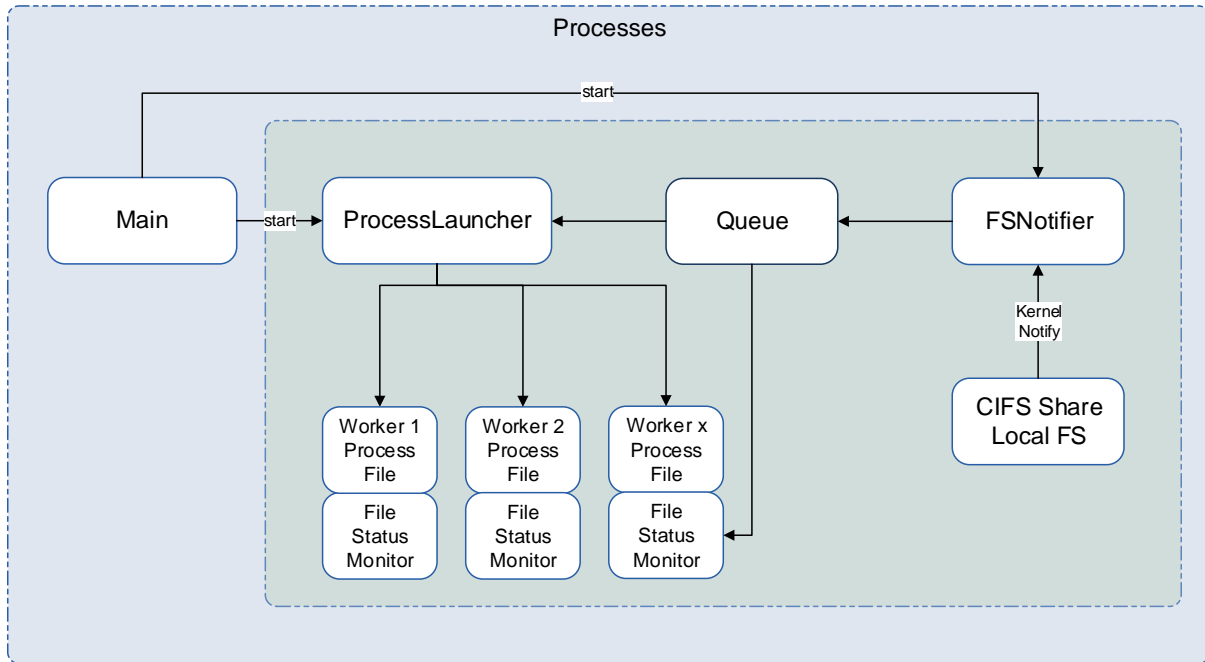 Processes
start
Main
start
ProcessLauncher
Queue
FSNotifier
Kernel
Notify
CIFS Share
Local FS
Worker 1
Process
File
File
Status
Monitor
Worker 2
Process
File
File
Status
Monitor
Worker x
Process
File
File
Status
Monitor